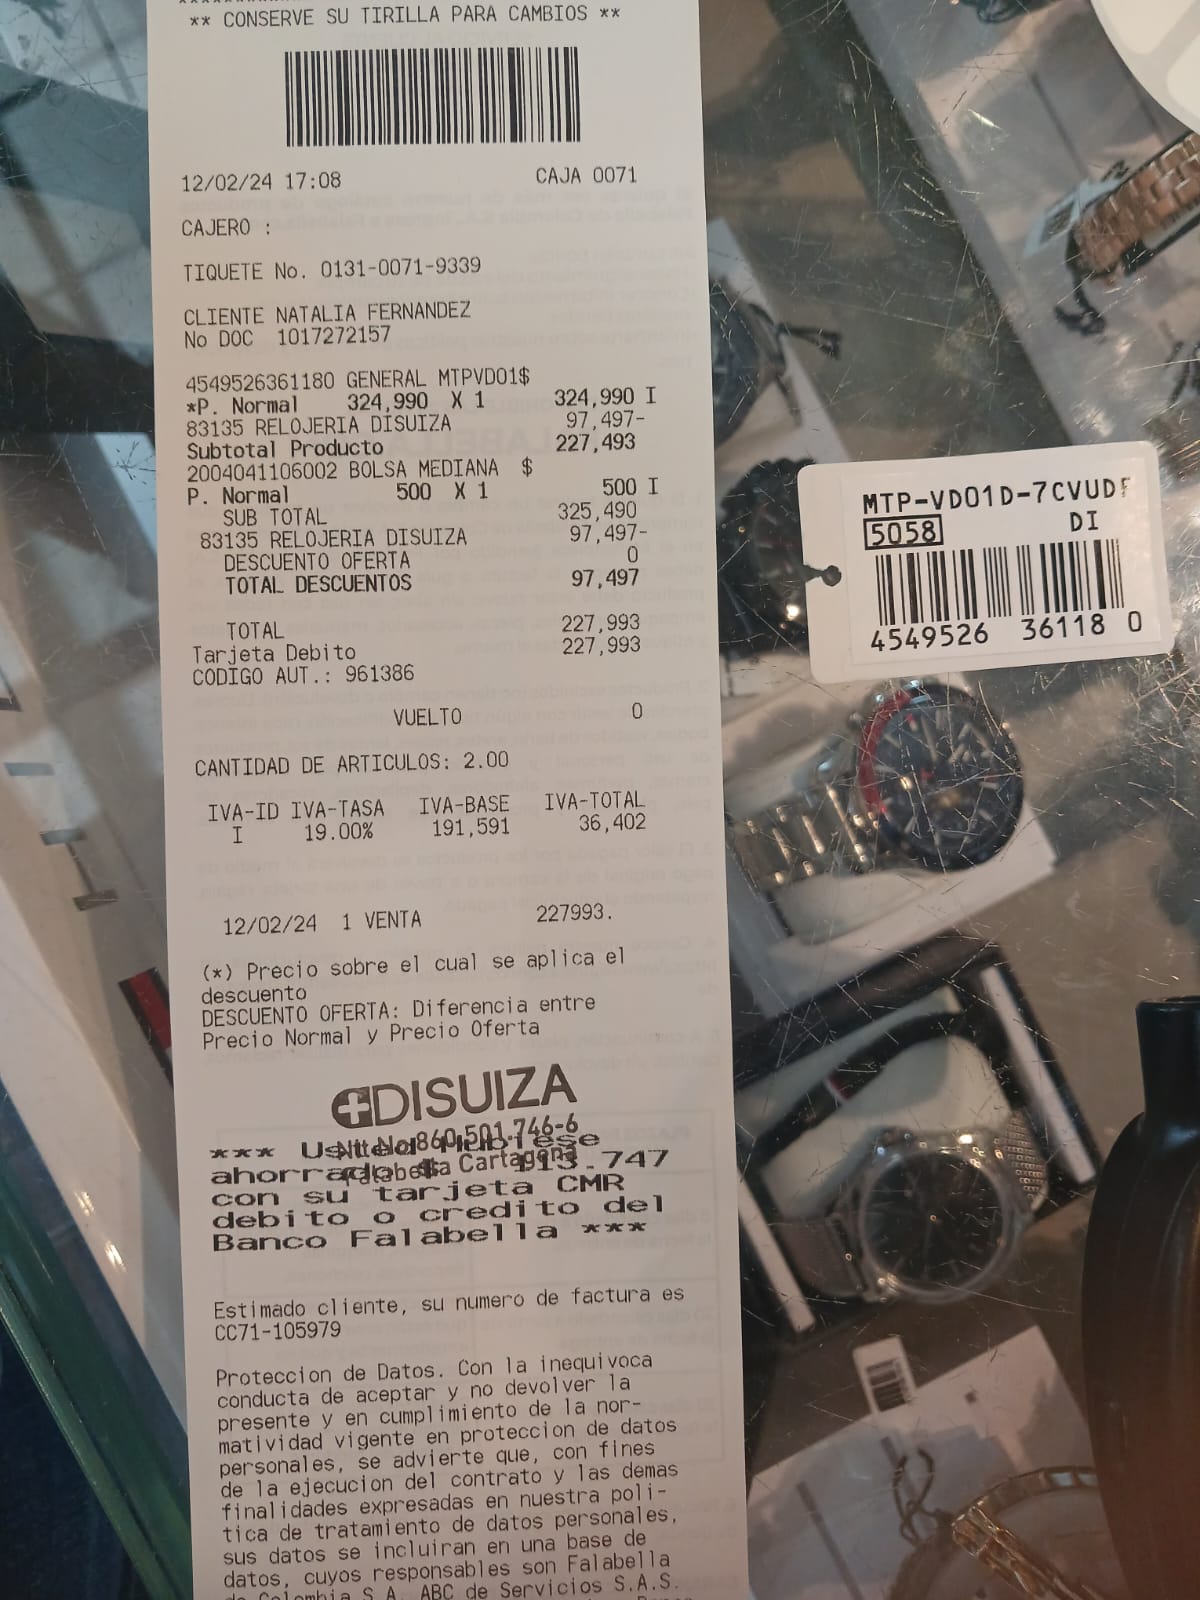 ** CONSERVE SU TIRILLA PARA CAMBIOS **
12/02/24 17:08 CAJA 0071
CAJERO :
TIQUETE No. 0131-0071-9339
CLIENTE NATALIA FERNANDEZ
No DOC 1017272157
4549526361180 GENERAL MTPVD01$
*P. Normal 324,990 X 1 324,990 I
83135 RELOJERIA DISUIZA 97,497-
Subtotal Producto 227,493
2004041106002 BOLSA MEDIANA $
P. Normal 500 X 1 500 I
SUB TOTAL 325,490
83135 RELOJERIA DISUIZA 97,497-
DESCUENTO OFERTA 0
TOTAL DESCUENTOS 97,497
TOTAL 227,993
Tarjeta Debito 227,993
CODIGO AUT.: 961386
VUELTO 0
CANTIDAD DE ARTICULOS: 2.00
IVA-ID IVA-TASA IVA-BASE IVA-TOTAL
I 19.00% 191,591 36,402
12/02/24 1 VENTA 227993.
(*) Precio sobre el cual se aplica el
descuento
DESCUENTO OFERTA: Diferencia entre
Precio Normal y Precio Oferta
DISUIZA
Nit No 860.501.746-6
Falabella Cartagena
*** Usted Hubiese
ahorrado $ 913.747
con su tarjeta CMR
debito o credito del
Banco Falabella ***
Estimado cliente, su numero de factura es
CC71-105979
Proteccion de Datos. Con la inequivoca
conducta de aceptar y no devolver la
presente y en cumplimiento de la nor-
matividad vigente en proteccion de datos
personales, se advierte que, con fines
de la ejecucion del contrato y las demas
finalidades expresadas en nuestra poli-
tica de tratamiento de datos personales,
sus datos se incluiran en una base de
datos, cuyos responsables son Falabella
de Colombia S.A. ABC de Servicios S.A.S.
MTP-VD01D-7CVUDF
5058 DI
4549526 36118 0